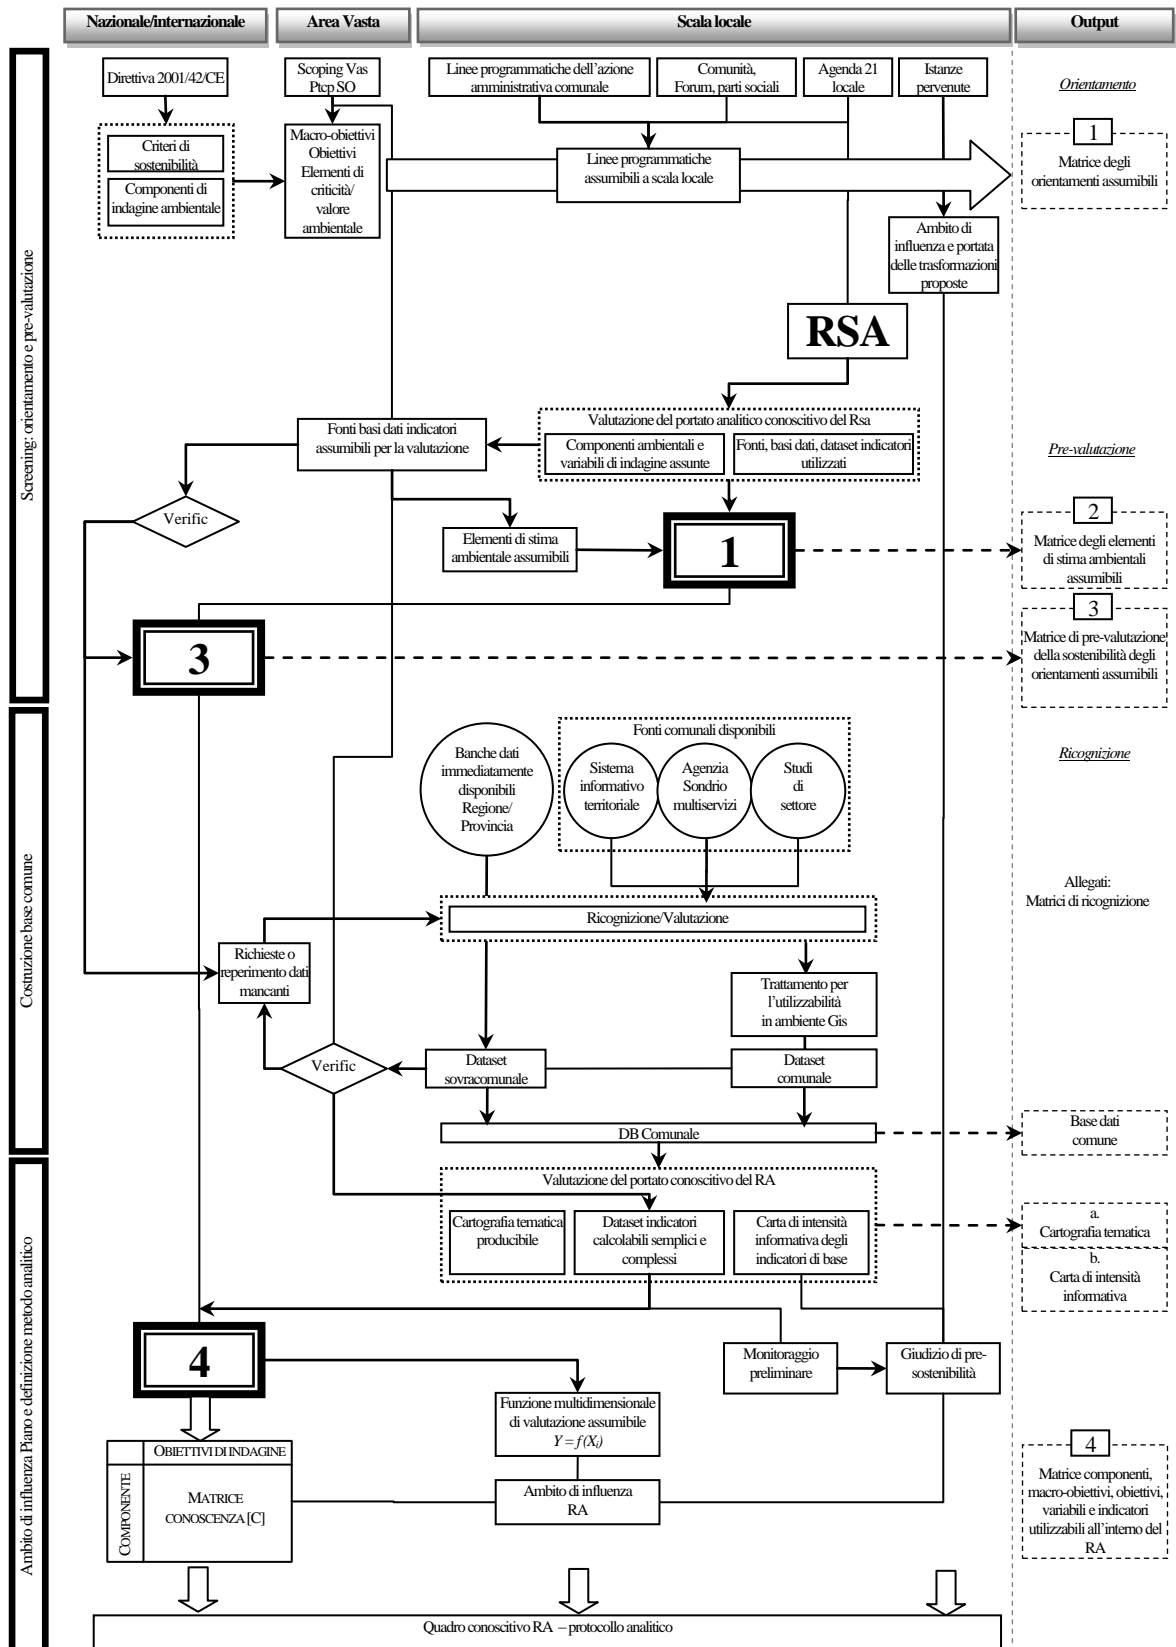 Nazionale/internazionale
Area Vasta
Scala locale
Output
Screening: orientamento e pre-valutazione
Direttiva 2001/42/CE
Scoping Vas
Ptcp SO
Linee programmatiche dell'azione
amministrativa comunale
Comunità,
Forum, parti sociali
Agenda 21
locale
Istanze
pervenute
Orientamento
Criteri di
sostenibilità
Componenti di
indagine ambientale
Macro-obiettivi
Obiettivi
Elementi di
criticità/
valore
ambientale
Linee programmatiche
assumibili a scala locale
1
Matrice degli
orientamenti assumibili
Ambito di
influenza e portata
delle trasformazioni
proposte
RSA
Fonti basi dati indicatori
assumibili per la valutazione
Valutazione del portato analitico conoscitivo del Rsa
Componenti ambientali e
variabili di indagine assunte
Fonti, basi dati, dataset indicatori
utilizzati
Pre-valutazione
Verific
Elementi di stima
ambientale assumibili
1
2
Matrice degli elementi
di stima ambientali
assumibili
3
3
Matrice di pre-valutazione
della sostenibilità degli
orientamenti assumibili
Costruzione base comune
Banche dati
immediatamente
disponibili
Regione/
Provincia
Fonti comunali disponibili
Sistema
informativo
territoriale
Agenzia
Sondrio
multiservizi
Studi
di
settore
Ricognizione
Allegati:
Matrici di ricognizione
Ricognizione/Valutazione
Richieste o
reperimento dati
mancanti
Trattamento per
l'utilizzabilità
in ambiente Gis
Verific
Dataset
sovracomunale
Dataset
comunale
DB Comunale
Base dati
comune
Ambito di influenza Piano e definizione metodo analitico
Valutazione del portato conoscitivo del RA
Cartografia tematica
producibile
Dataset indicatori
calcolabili semplici e
complessi
Carta di intensità
informativa degli
indicatori di base
a.
Cartografia tematica
b.
Carta di intensità
informativa
4
Monitoraggio
preliminare
Giudizio di pre-
sostenibilità
Funzione multidimensionale
di valutazione assumibile
Y = f(Xi)
OBIETTIVI DI INDAGINE
COMPONENTE
MATRICE
CONOSCENZA [C]
Ambito di influenza
RA
4
Matrice componenti,
macro-obiettivi, obiettivi,
variabili e indicatori
utilizzabili all'interno del
RA
Quadro conoscitivo RA – protocollo analitico